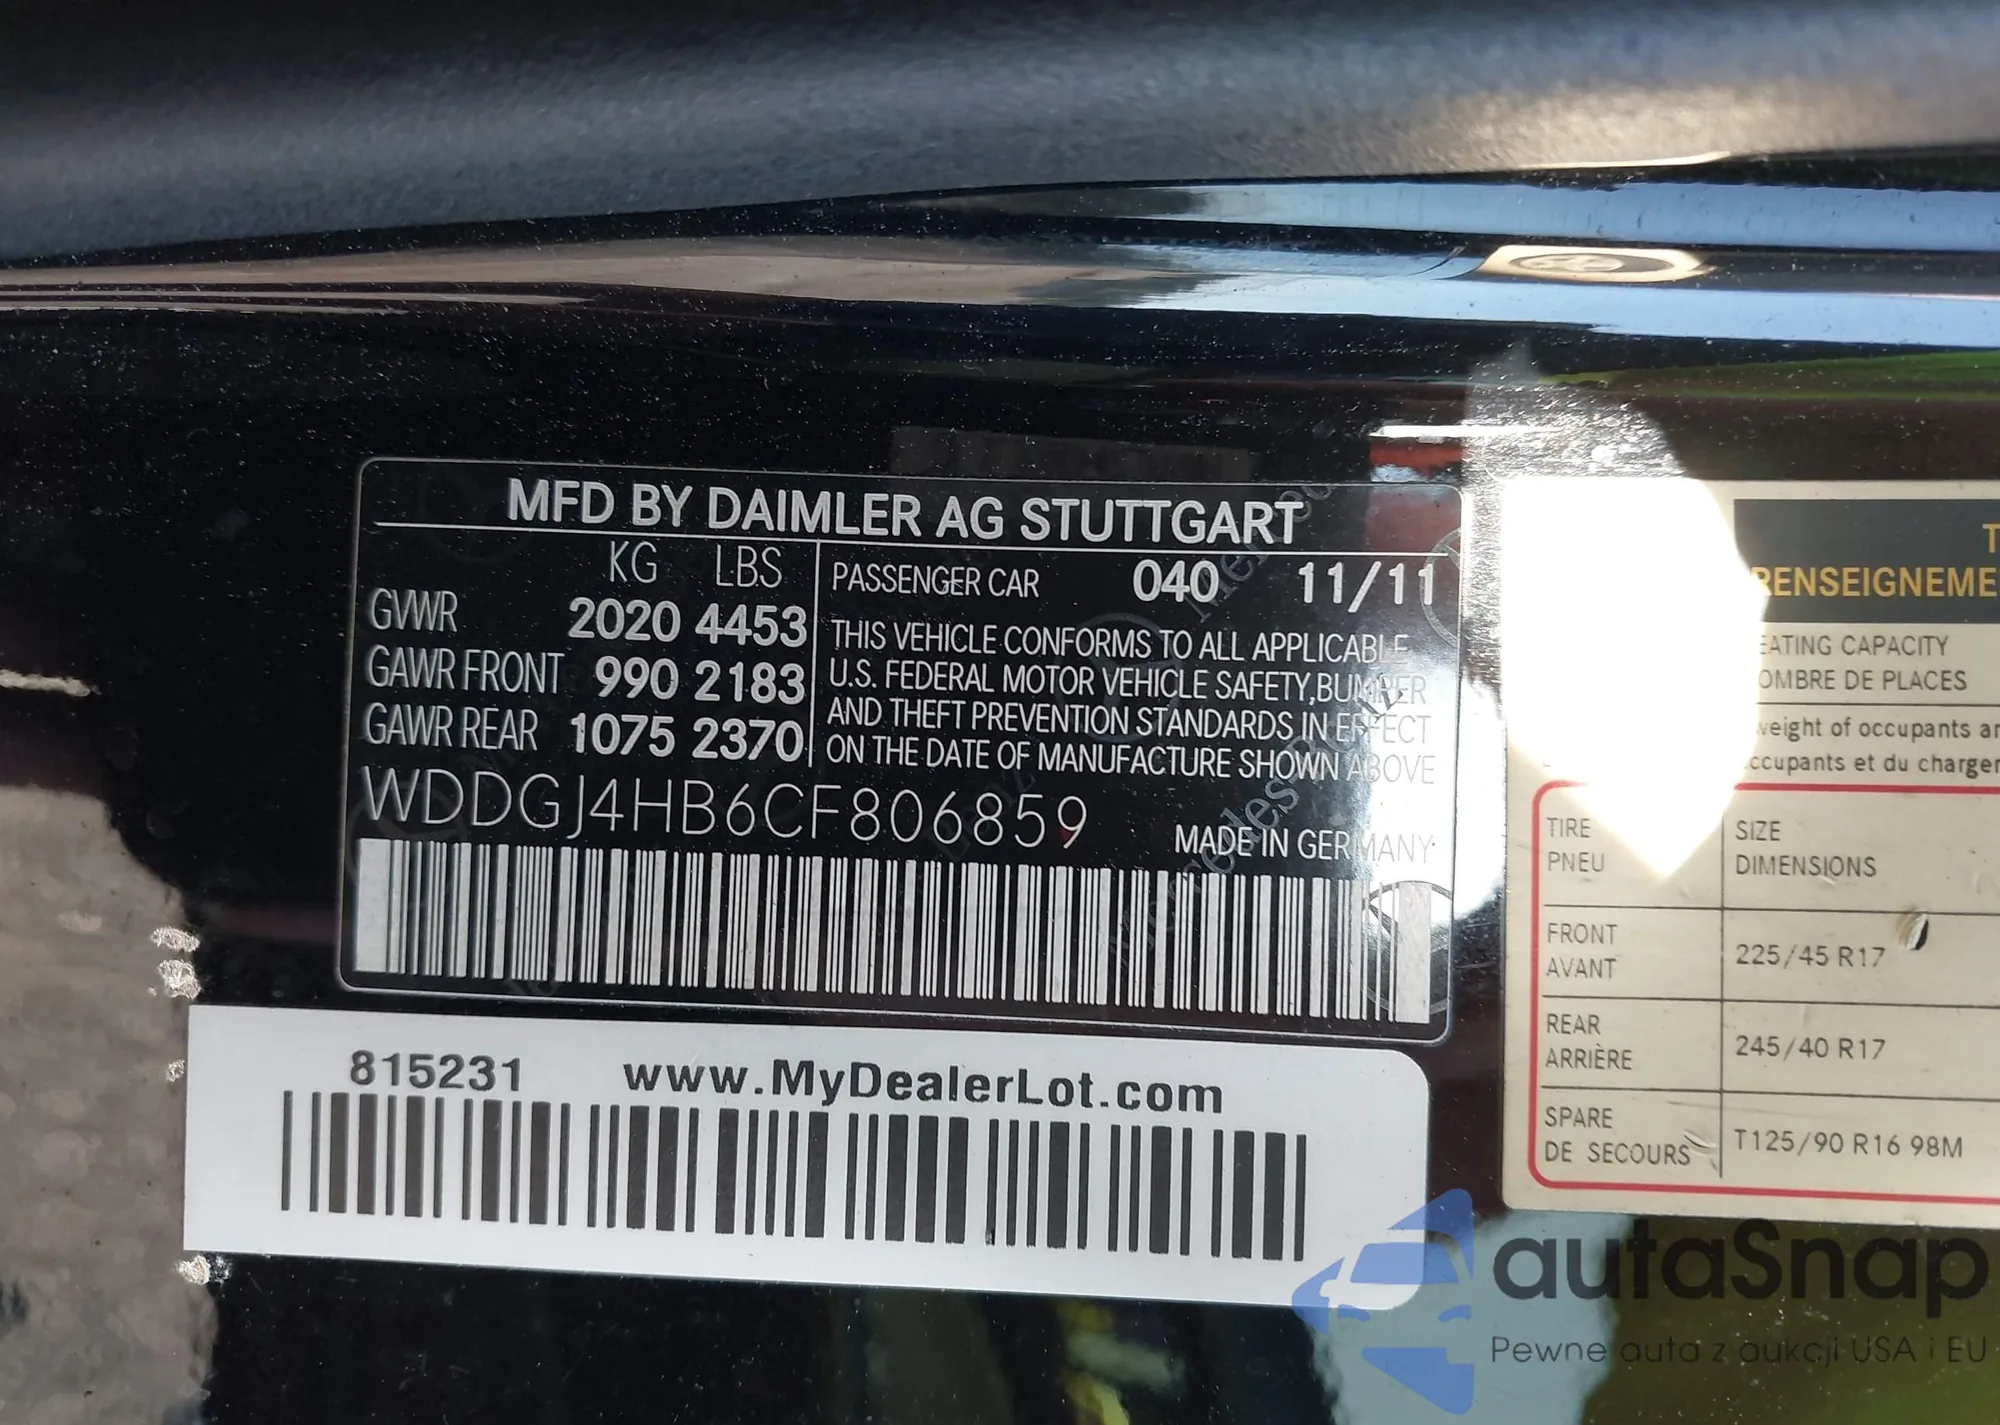 MFD BY DAIMLER AG STUTTGART
KG LBS
GVWR 2020 4453
GAWR FRONT 990 2183
GAWR REAR 1075 2370
PASSENGER CAR 040 11/11
THIS VEHICLE CONFORMS TO ALL APPLICABLE
U.S. FEDERAL MOTOR VEHICLE SAFETY, BUMPER
AND THEFT PREVENTION STANDARDS IN EFFECT
ON THE DATE OF MANUFACTURE SHOWN ABOVE
WDDGJ4HB6CF806859
MADE IN GERMANY
815231 www.MyDealerLot.com
T
RENSEIGNEME
EATING CAPACITY
OMBRE DE PLACES
weight of occupants an
ccupants et du charger
TIRE SIZE
PNEU DIMENSIONS
FRONT
AVANT 225/45 R17
REAR
ARRIÈRE 245/40 R17
SPARE
DE SECOURS T125/90 R16 98M
autaSnap
Pewne auta z aukcji USA i EU